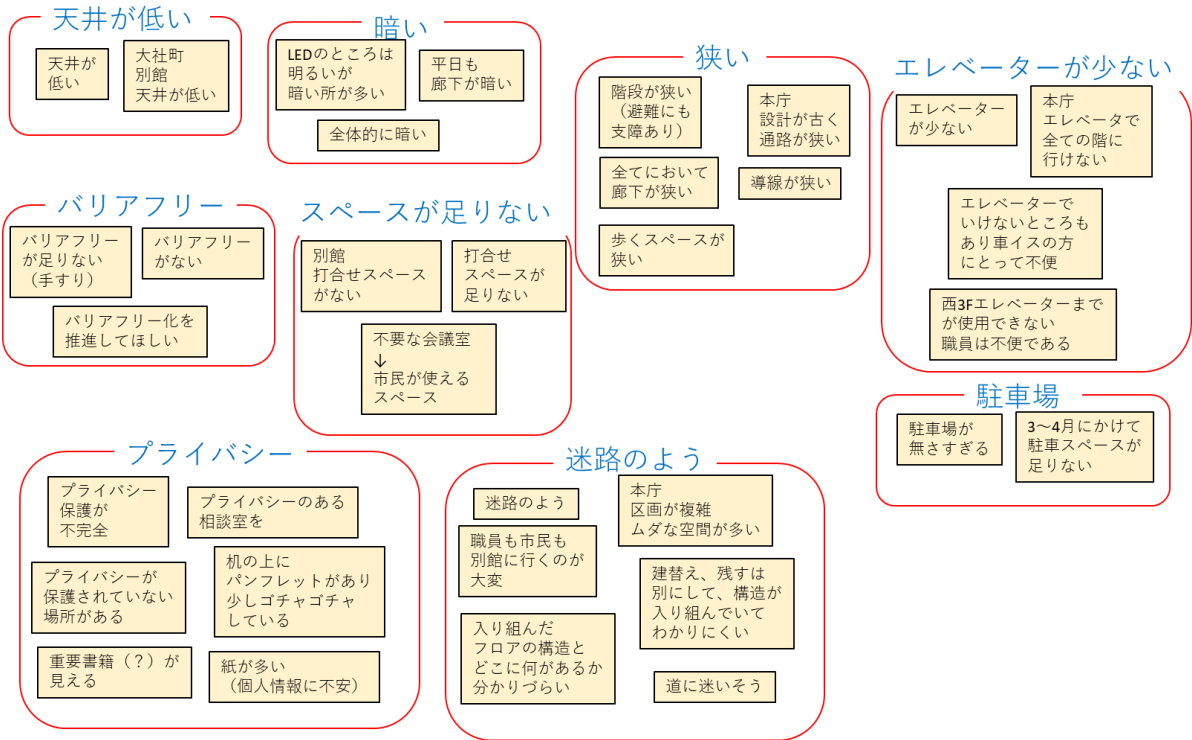 天井が低い
天井が
低い
大社町
別館
天井が低い
暗い
LEDのところは
明るいが
暗い所が多い
平日も
廊下が暗い
全体的に暗い
狭い
階段が狭い
（避難にも
支障あり）
本庁
設計が古く
通路が狭い
全てにおいて
廊下が狭い
導線が狭い
歩くスペースが
狭い
エレベーターが少ない
エレベーター
が少ない
本庁
エレベータで
全ての階に
行けない
エレベーターで
いけないところも
あり車イスの方
にとって不便
西3Fエレベーターまで
が使用できない
職員は不便である
バリアフリー
バリアフリー
が足りない
（手すり）
バリアフリー
がない
バリアフリー化を
推進してほしい
スペースが足りない
別館
打合せスペース
がない
打合せ
スペースが
足りない
不要な会議室
↓
市民が使える
スペース
駐車場
駐車場が
無さすぎる
3～4月にかけて
駐車スペースが
足りない
プライバシー
プライバシー
保護が
不完全
プライバシーのある
相談室を
プライバシーが
保護されていない
場所がある
机の上に
パンフレットがあり
少しゴチャゴチャ
している
重要書籍（？）が
見える
紙が多い
（個人情報に不安）
迷路のよう
迷路のよう
本庁
区画が複雑
ムダな空間が多い
職員も市民も
別館に行くのが
大変
建替え、残すは
別にして、構造が
入り組んでいて
わかりにくい
入り組んだ
フロアの構造と
どこに何があるか
分かりづらい
道に迷いそう